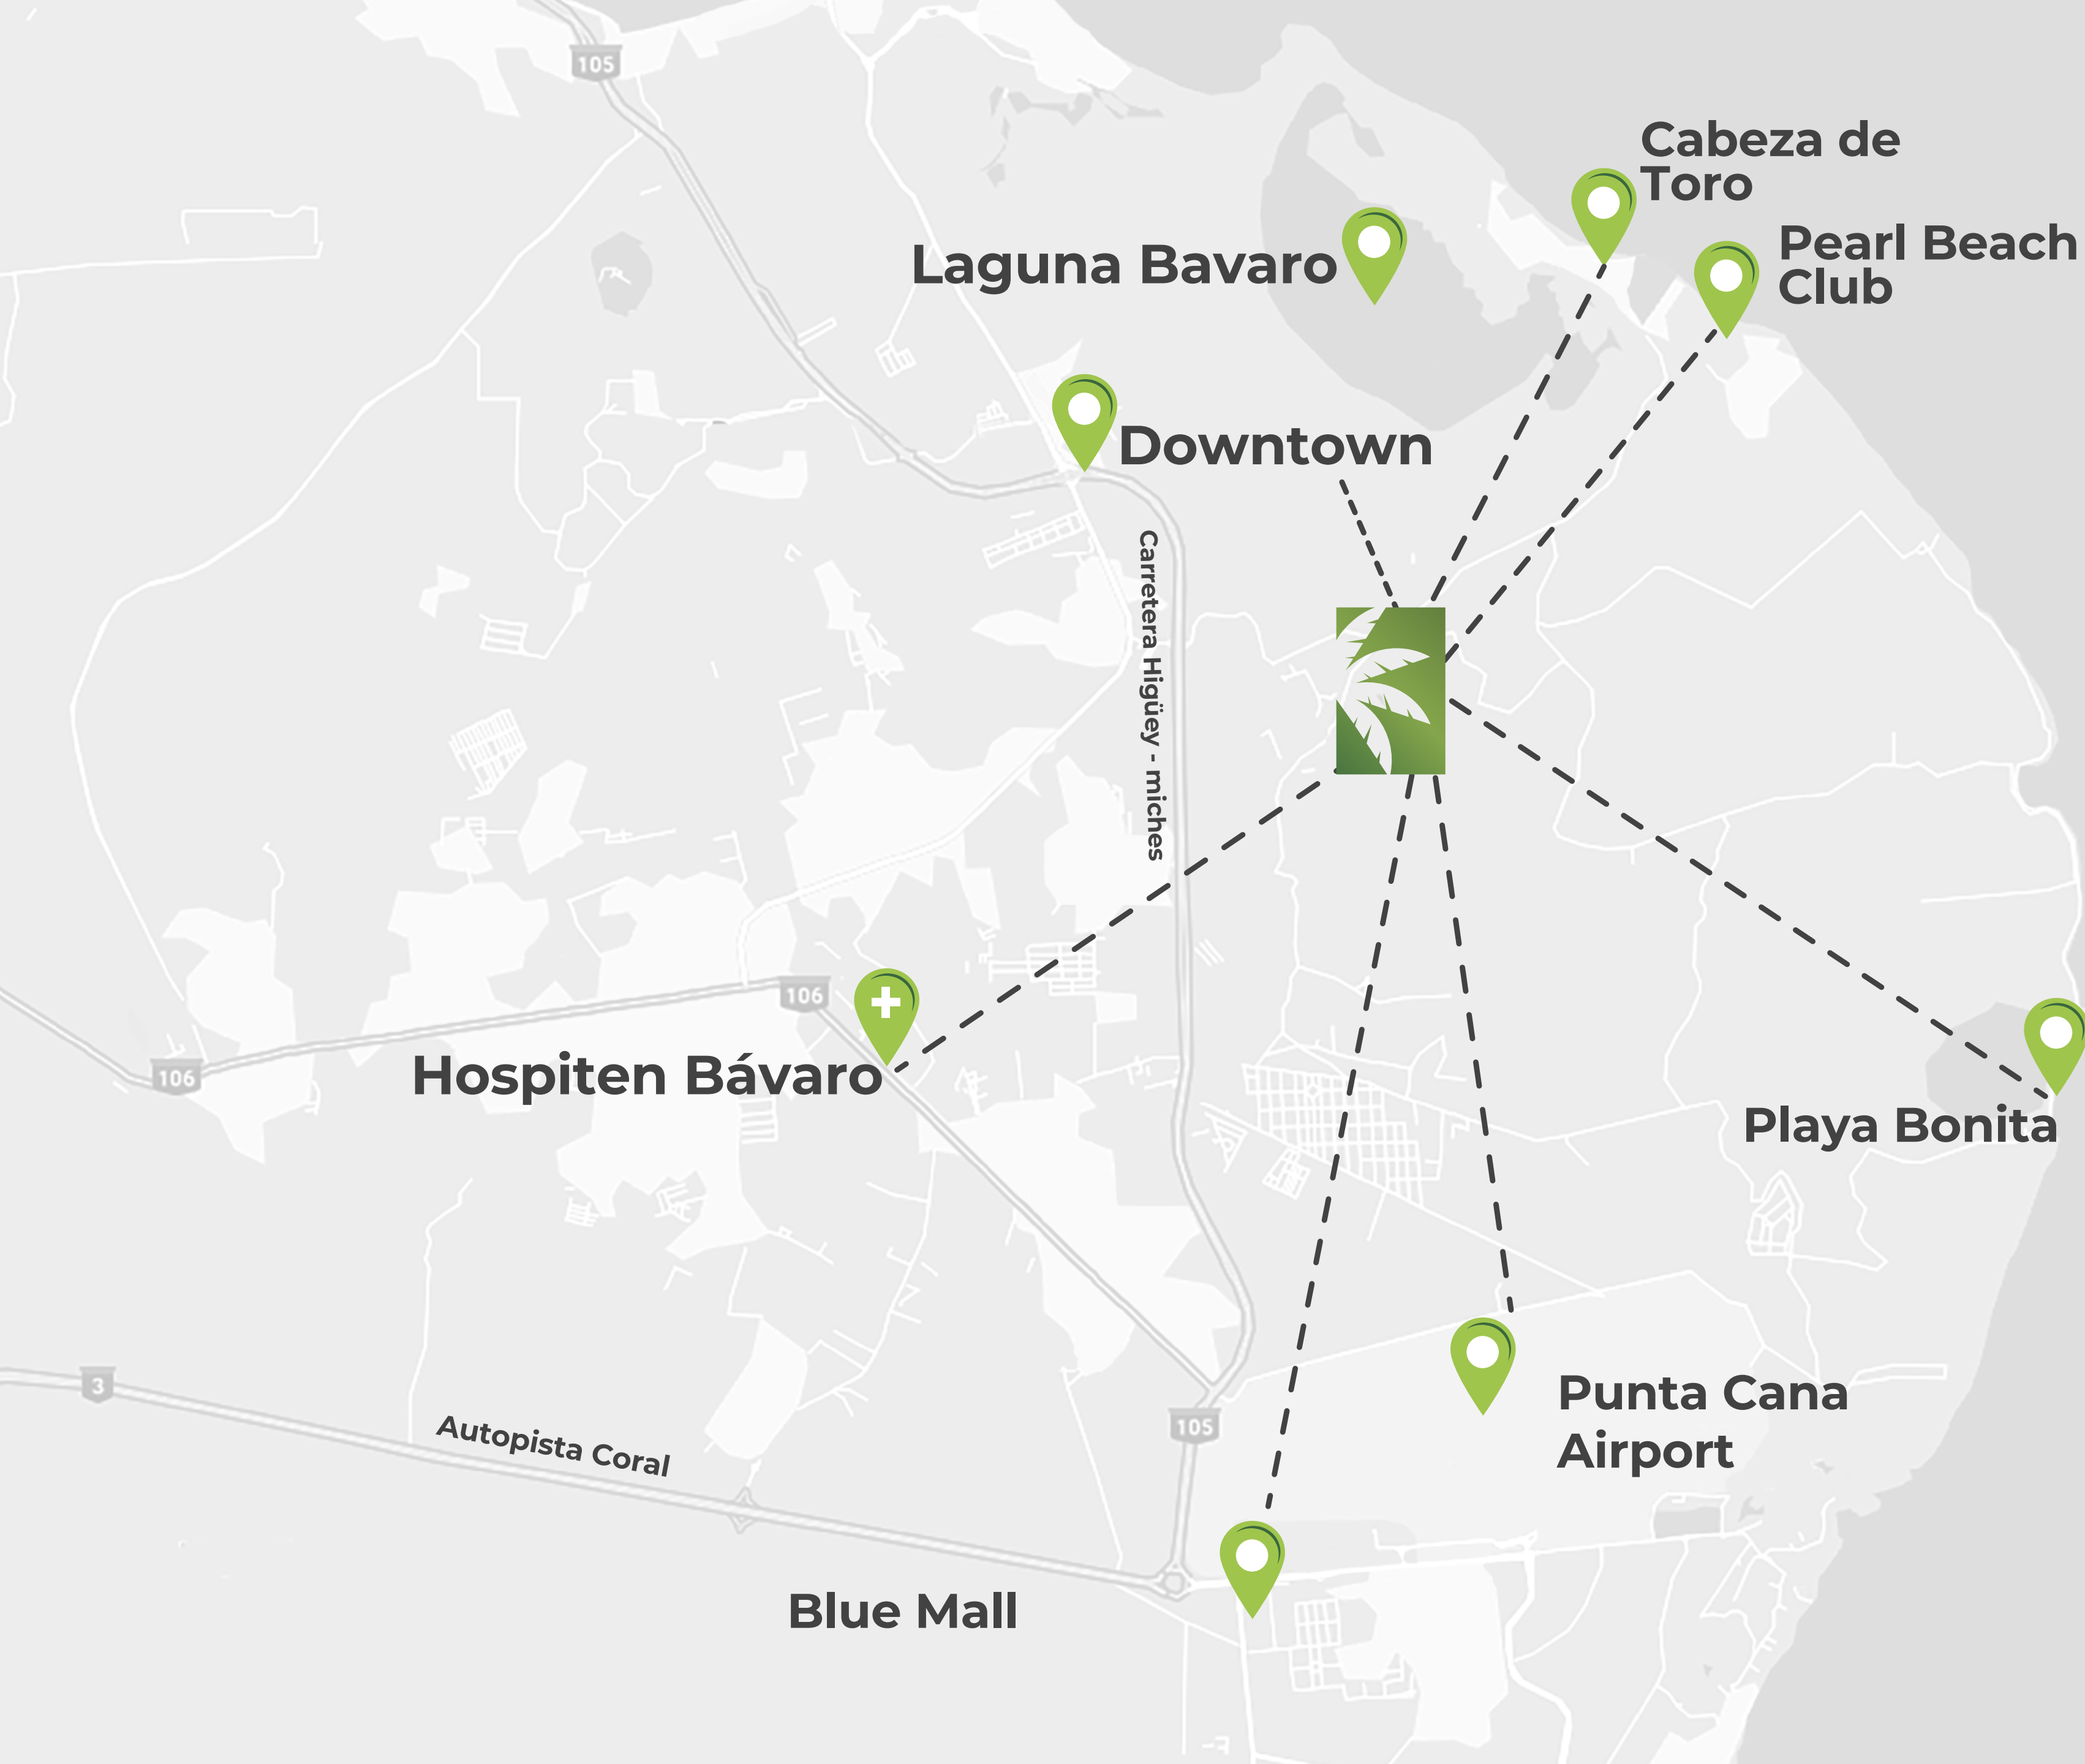 105
Cabeza de
Toro
Pearl Beach
Club
Laguna Bavaro
Downtown
Carretera Higüey - miches
106
Hospiten Bávaro
106
Playa Bonita
3
Punta Cana
Airport
105
Autopista Coral
Blue Mall